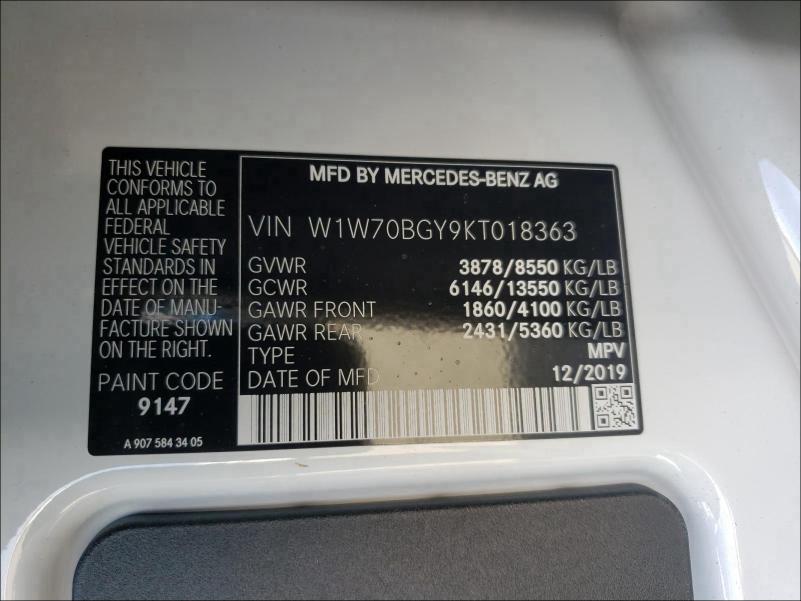 THIS VEHICLE
CONFORMS TO
ALL APPLICABLE
FEDERAL
VEHICLE SAFETY
STANDARDS IN
EFFECT ON THE
DATE OF MANU-
FACTURE SHOWN
ON THE RIGHT.
PAINT CODE
9147
A 907 584 34 05
MFD BY MERCEDES-BENZ AG
VIN W1W70BGY9KT018363
GVWR 3878/8550 KG/LB
GCWR 6146/13550 KG/LB
GAWR FRONT 1860/4100 KG/LB
GAWR REAR 2431/5360 KG/LB
TYPE MPV
DATE OF MFD 12/2019